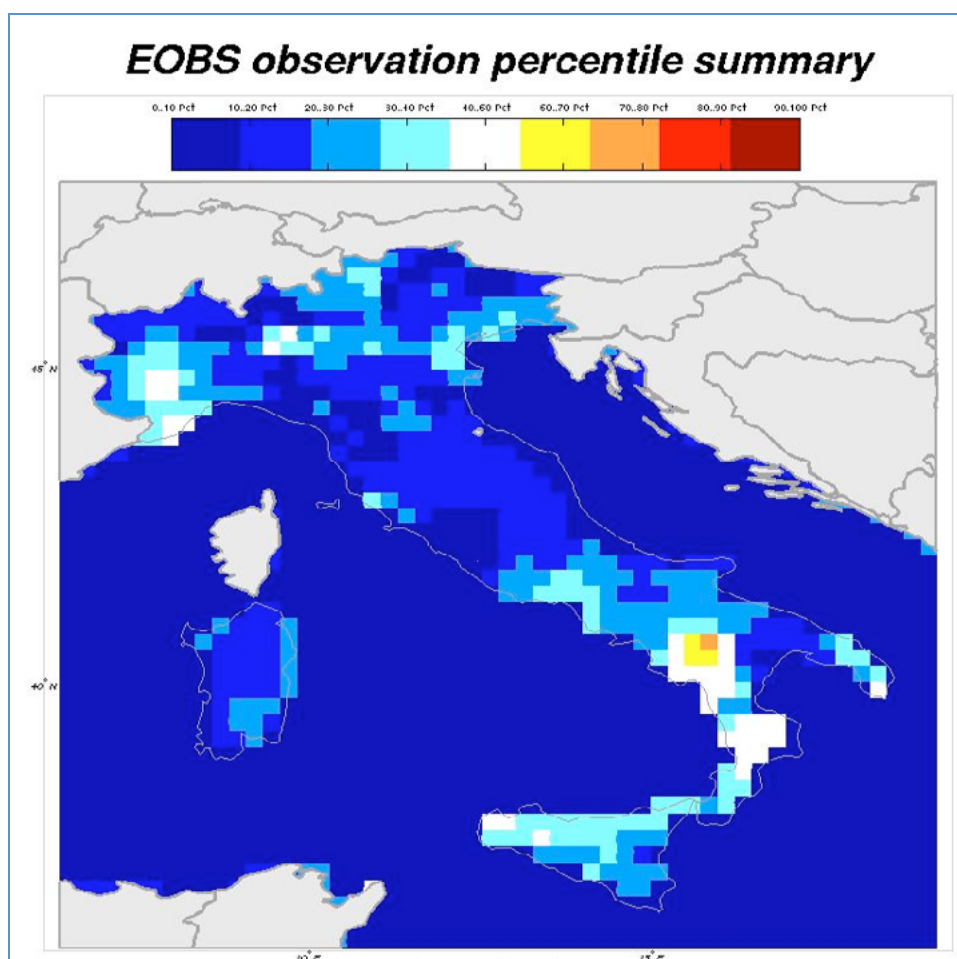 EOBS observation percentile summary
0..10 Pct 10..20 Pct 20..30 Pct 30..40 Pct 40..60 Pct 60..70 Pct 70..80 Pct 80..90 Pct 90..100 Pct
45°N
40°N